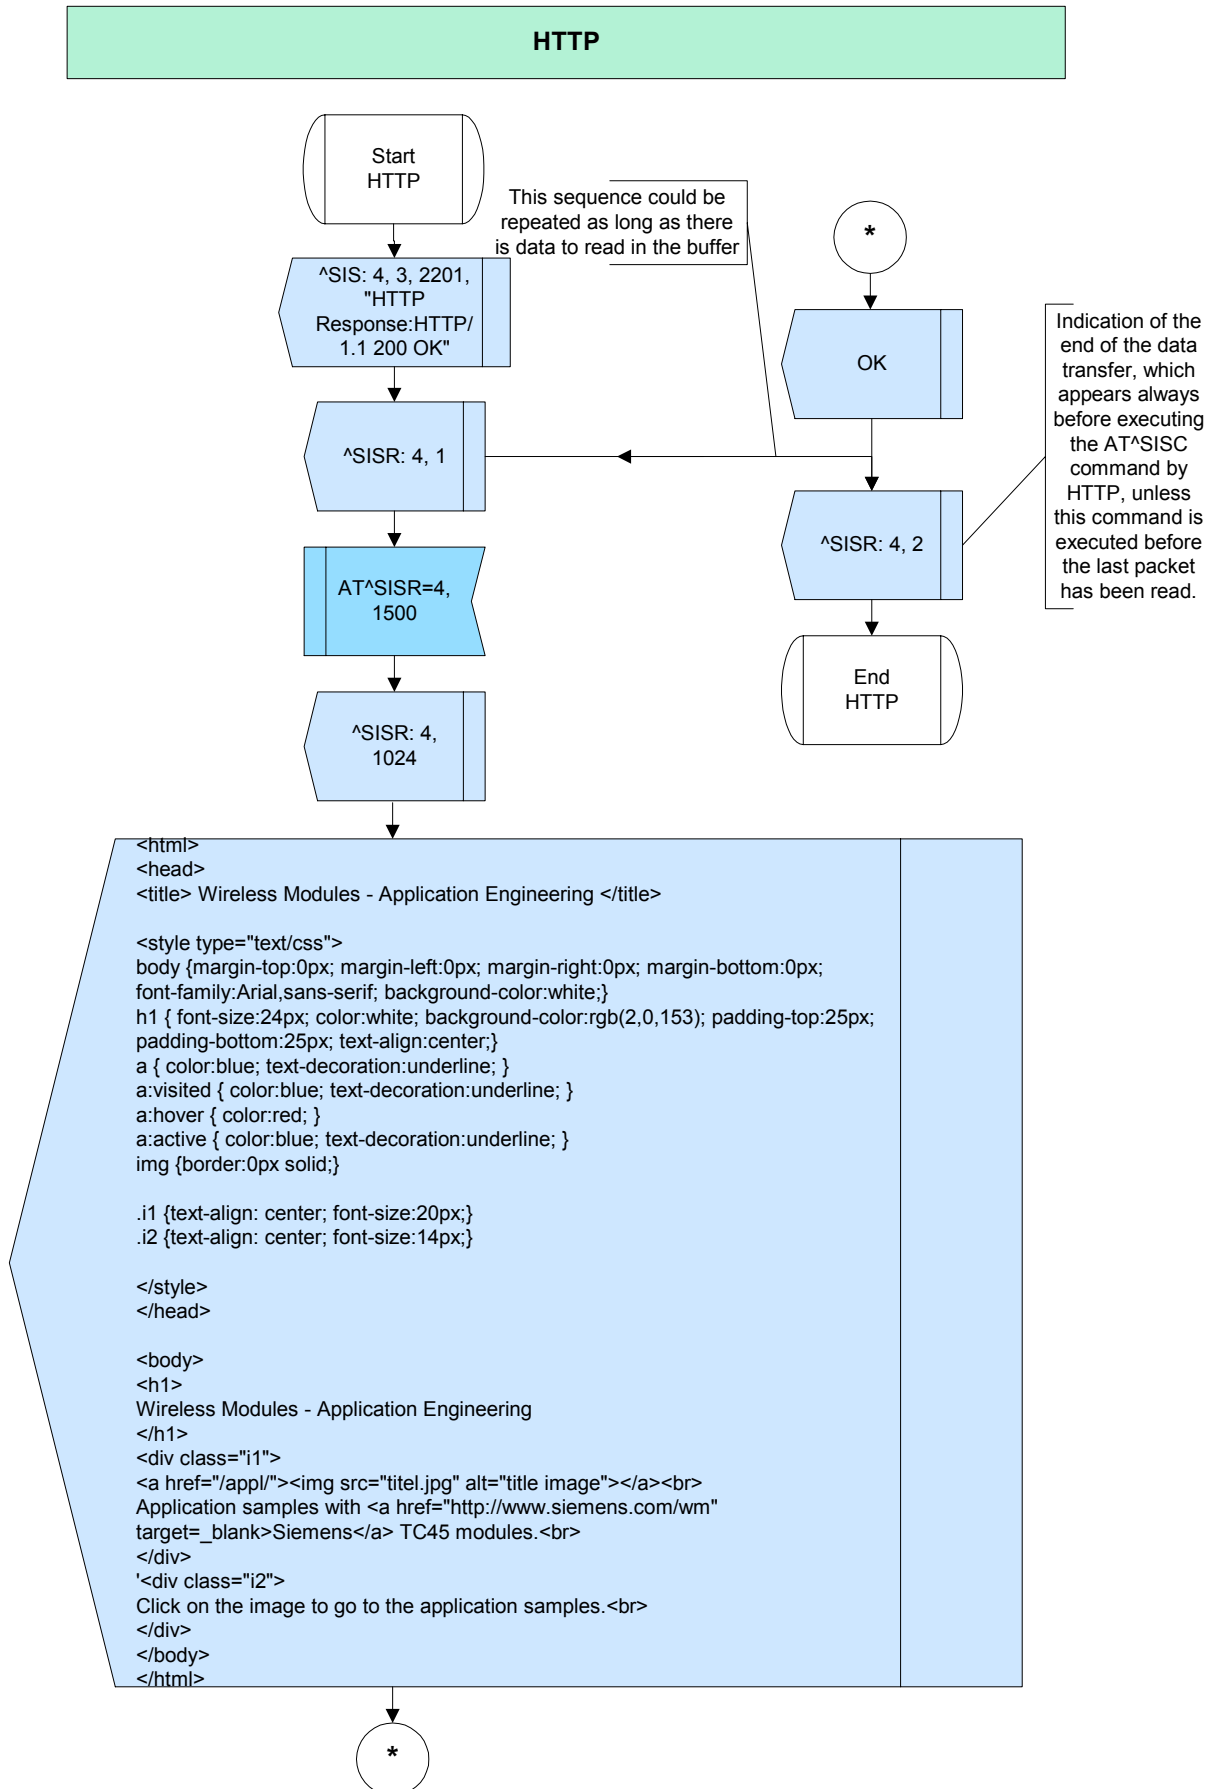 HTTP
Start
HTTP
This sequence could be
repeated as long as there
is data to read in the buffer
*
^SIS: 4, 3, 2201,
"HTTP
Response:HTTP/
1.1 200 OK"
OK
Indication of the
end of the data
transfer, which
appears always
before executing
the AT^SISC
command by
HTTP, unless
this command is
executed before
the last packet
has been read.
^SISR: 4, 1
^SISR: 4, 2
AT^SISR=4,
1500
End
HTTP
^SISR: 4,
1024
<html>
<head>
<title> Wireless Modules - Application Engineering </title>
<style type="text/css">
body {margin-top:0px; margin-left:0px; margin-right:0px; margin-bottom:0px;
font-family:Arial,sans-serif; background-color:white;}
h1 { font-size:24px; color:white; background-color:rgb(2,0,153); padding-top:25px;
padding-bottom:25px; text-align:center;}
a { color:blue; text-decoration:underline; }
a:visited { color:blue; text-decoration:underline; }
a:hover { color:red; }
a:active { color:blue; text-decoration:underline; }
img {border:0px solid;}
.i1 {text-align: center; font-size:20px;}
.i2 {text-align: center; font-size:14px;}
</style>
</head>
<body>
<h1>
Wireless Modules - Application Engineering
</h1>
<div class="i1">
<a href="/appl/"><img src="titel.jpg" alt="title image"></a><br>
Application samples with <a href="http://www.siemens.com/wm"
target=_blank>Siemens</a> TC45 modules.<br>
</div>
'<div class="i2">
Click on the image to go to the application samples.<br>
</div>
</body>
</html>
*